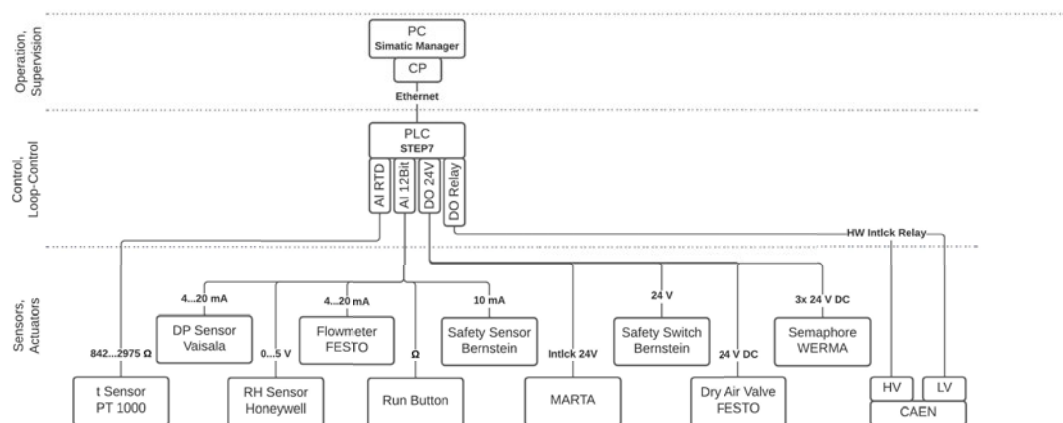 Operation,
Supervision
PC
Simatic Manager
CP
Ethernet
Control,
Loop-Control
PLC
STEP7
AI RTD
AI 12Bit
DO 24V
DO Relay
HW Intlck Relay
Sensors,
Actuators
4...20 mA
4...20 mA
10 mA
24 V
3x 24 V DC
DP Sensor
Vaisala
Flowmeter
FESTO
Safety Sensor
Bernstein
Safety Switch
Bernstein
Semaphore
WERMA
842...2975 Ω
0...5 V
Ω
Intlck 24V
24 V DC
t Sensor
PT 1000
RH Sensor
Honeywell
Run Button
MARTA
Dry Air Valve
FESTO
HV
LV
CAEN